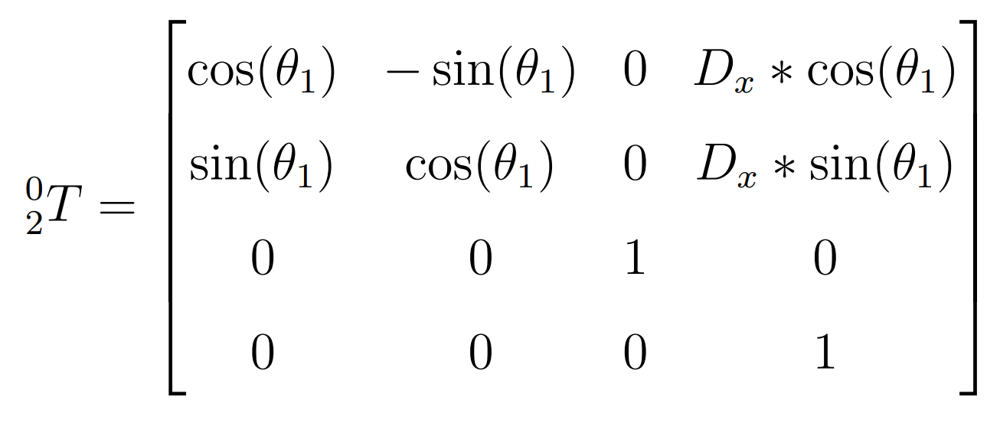 ⁰₂T = [
cos(θ₁) − sin(θ₁) 0 Dₓ ∗ cos(θ₁)
sin(θ₁) cos(θ₁) 0 Dₓ ∗ sin(θ₁)
0 0 1 0
0 0 0 1
]